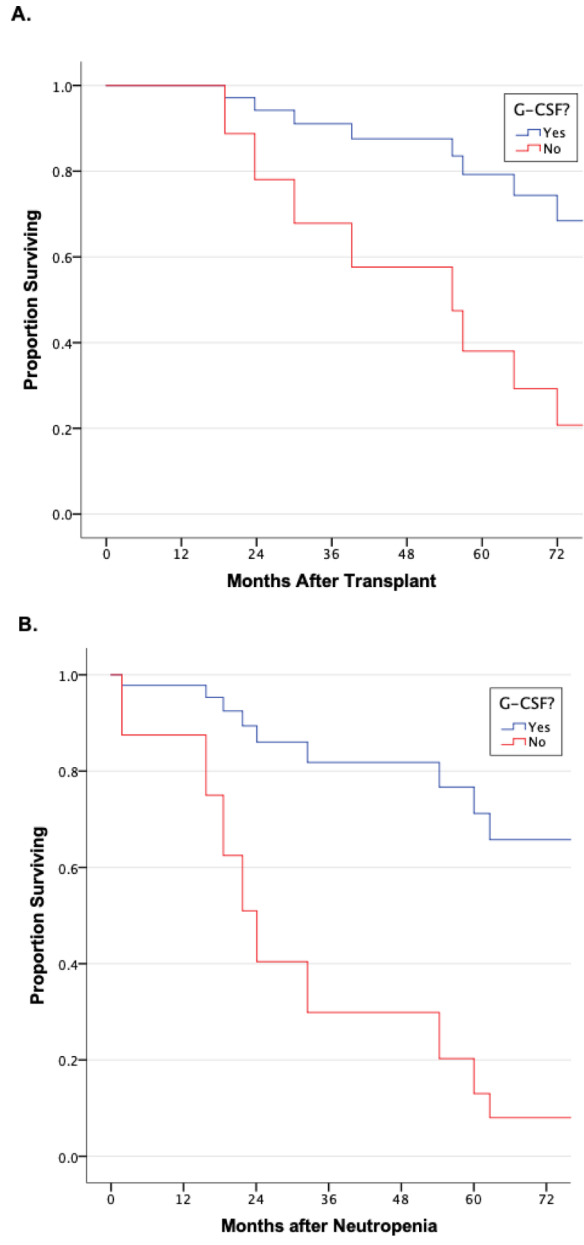 A.
1.0
0.8
0.6
0.4
0.2
0.0
Proportion Surviving
G-CSF?
Yes
No
0 12 24 36 48 60 72
Months After Transplant
B.
1.0
0.8
0.6
0.4
0.2
0.0
Proportion Surviving
G-CSF?
Yes
No
0 12 24 36 48 60 72
Months after Neutropenia